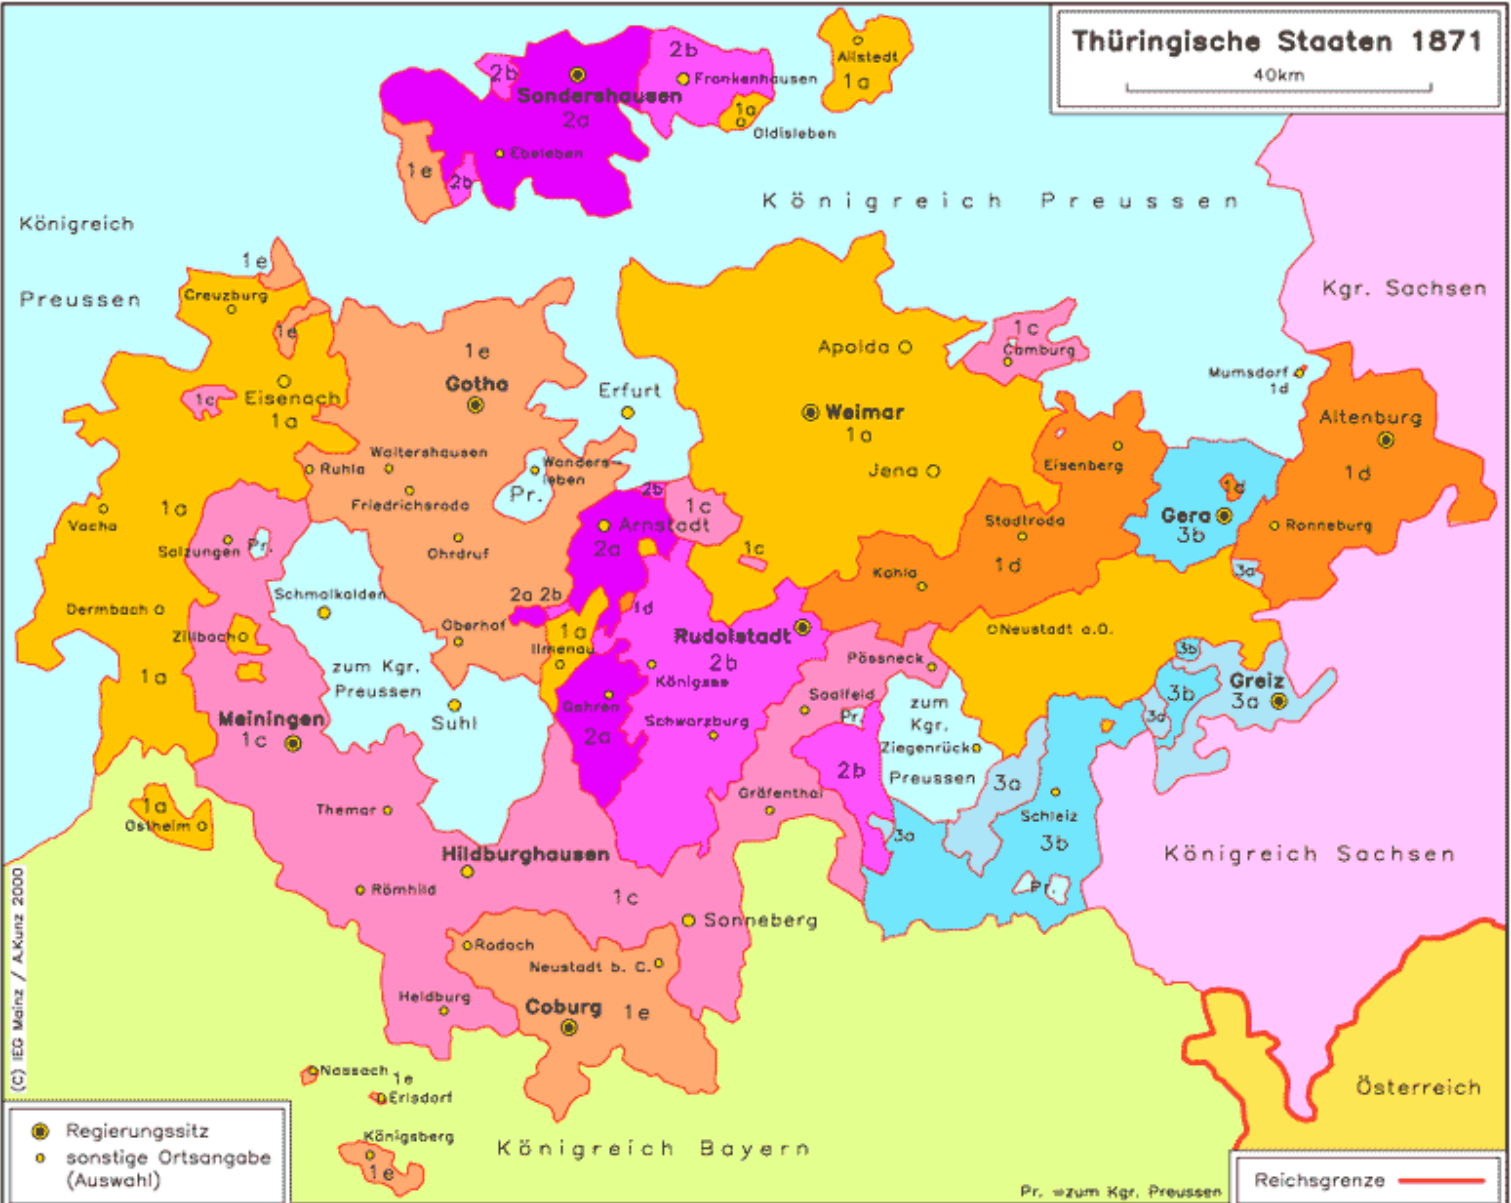 Thüringische Staaten 1871
40km
Allstedt
1a
2b
2b
Frankenhausen
Sondershausen
2a
1a
Oldisleben
Ebeleben
1e
2b
Königreich Preussen
Königreich
Preussen
Kgr. Sachsen
1e
Creuzburg
1e
1e
Gotha
1c
Eisenach
1a
Erfurt
Apolda
1c
Camburg
Weimar
1a
Jena
Mumsdorf
1d
Altenburg
1d
Eisenberg
Waltershausen
Ruhla
Friedrichsroda
Wanders-
leben
Pr.
Ohrdruf
2b
1c
Arnstadt
2a
1c
Stadtroda
1d
Kahla
1d
Gera
3b
Ronneburg
3a
Vacha
1a
Salzungen
Pr.
Schmalkalden
Dermbach
Zillbach
1a
zum Kgr.
Preussen
Suhl
Oberhof
2a 2b
1a
Ilmenau
1d
Rudolstadt
2b
Königsee
Gehren
2a
Schwarzburg
Neustadt a.O.
Pössneck
Saalfeld
Pr.
zum
Kgr.
Ziegenrück
Preussen
2b
3b
3b
3a
Greiz
3a
Meiningen
1c
1a
Ostheim
Themar
Gräfenthal
3a
3a
Schleiz
3b
Pr.
Königreich Sachsen
Hildburghausen
Römhild
1c
Sonneberg
Rodach
Neustadt b. C.
Heldburg
Coburg
1e
Nassach
1e
Erlsdorf
Königsberg
1e
Königreich Bayern
Österreich
(C) IEG Mainz / A.Kunz 2000
Regierungssitz
sonstige Ortsangabe
(Auswahl)
Pr. =zum Kgr. Preussen
Reichsgrenze